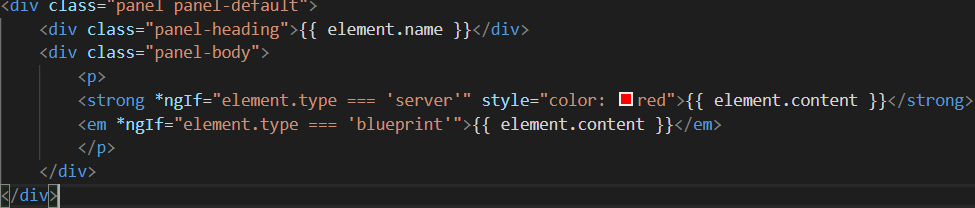 <div class="panel panel-default">
    <div class="panel-heading">{{ element.name }}</div>
    <div class="panel-body">
        <p>
        <strong *ngIf="element.type === 'server'" style="color: red">{{ element.content }}</strong>
        <em *ngIf="element.type === 'blueprint'">{{ element.content }}</em>
        </p>
    </div>
</div>